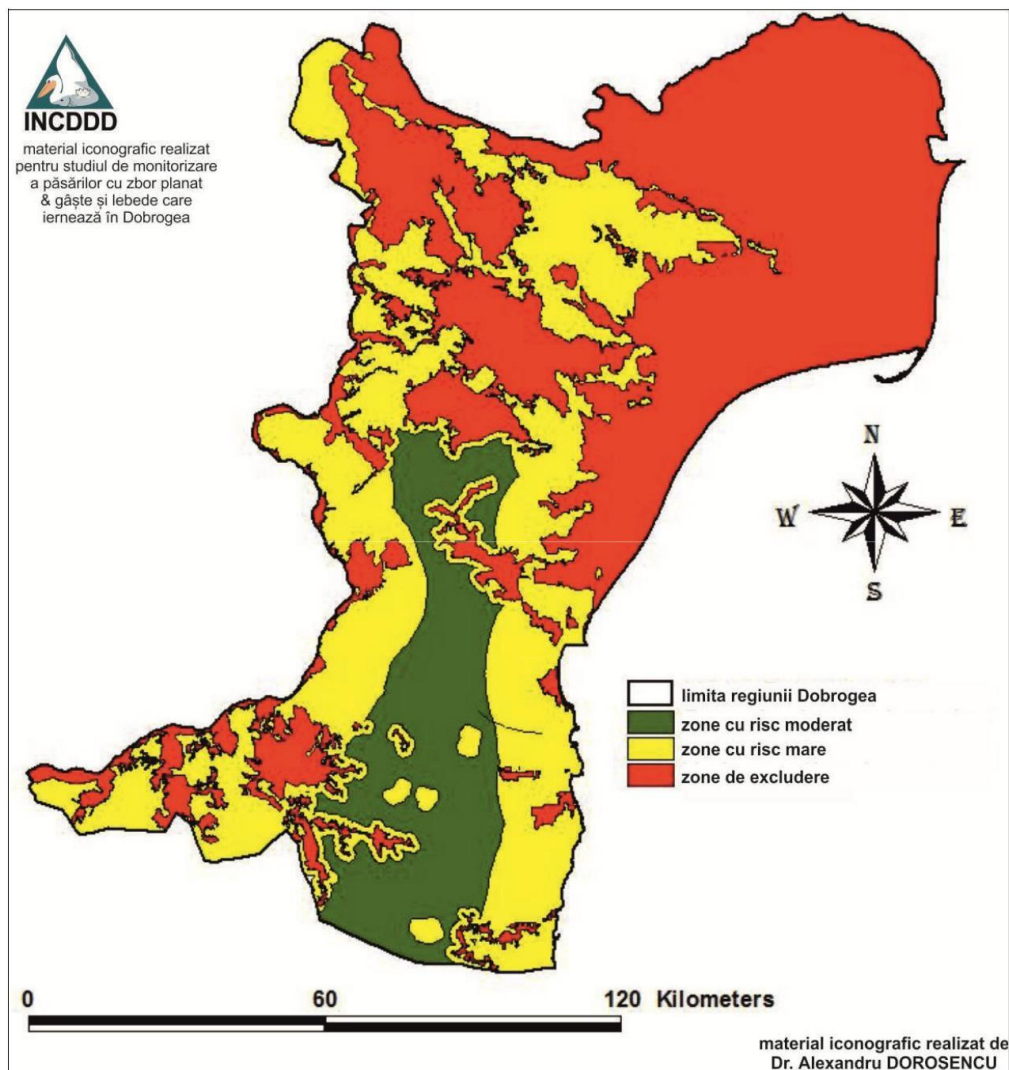 INCDDD
material iconografic realizat
pentru studiul de monitorizare
a păsărilor cu zbor planat
& gâște și lebede care
iernează în Dobrogea
N
W E
S
limita regiunii Dobrogea
zone cu risc moderat
zone cu risc mare
zone de excludere
0 60 120 Kilometers
material iconografic realizat de
Dr. Alexandru DOROSENCU